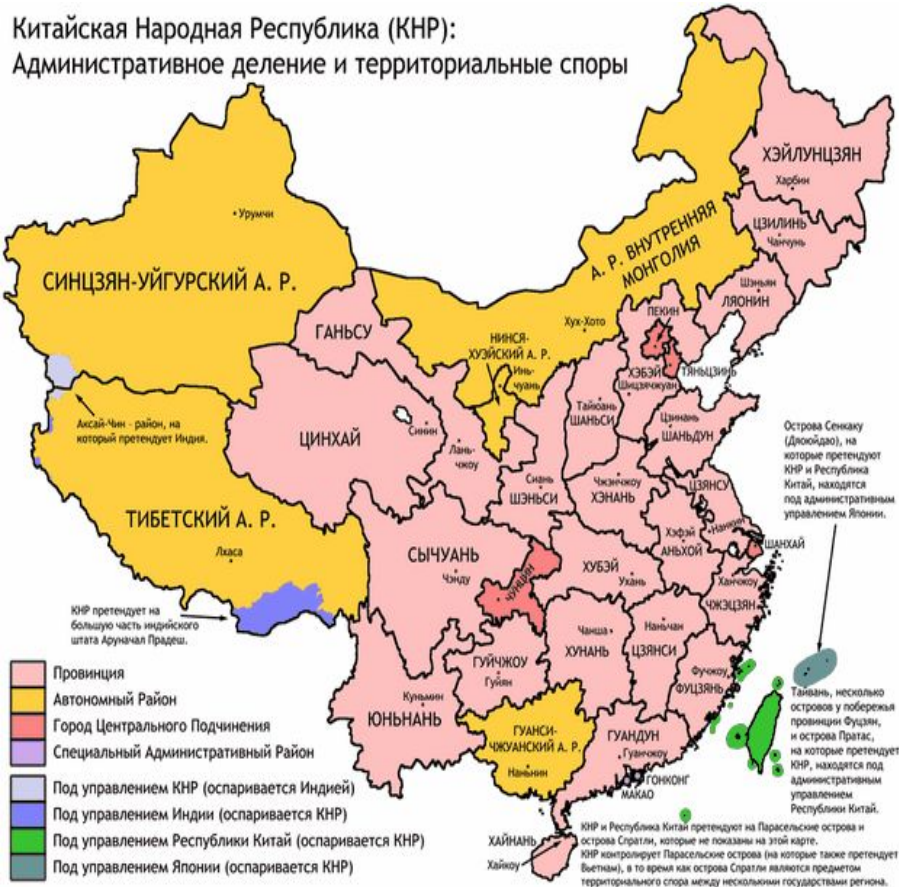 Китайская Народная Республика (КНР):
Административное деление и территориальные споры
ХЭЙЛУНЦЗЯН
Харбин
ЦЗИЛИНЬ
Чанчунь
Урумчи
А. Р. ВНУТРЕННЯЯ
МОНГОЛИЯ
СИНЦЗЯН-УЙГУРСКИЙ А. Р.
Шэньян
ЛЯОНИН
ПЕКИН
ГАНЬСУ
Хух-Хото
НИНСЯ-
ХУЭЙСКИЙ А. Р.
Инь-
чуань
ХЭБЭЙ
ТЯНЬЦЗИНЬ
Шицзячжуан
Аксай-Чин - район, на
который претендует Индия.
ЦИНХАЙ
Синин
Тайюань
ШАНЬСИ
Цзинань
ШАНЬДУН
Лань-
чжоу
Острова Сенкаку
(Дяоюйдао), на
которые претендуют
КНР и Республика
Китай, находятся
под административным
управлением Японии.
Сиань
ШЭНЬСИ
Чжэнчжоу
ХЭНАНЬ
ЦЗЯНСУ
ТИБЕТСКИЙ А. Р.
Лхаса
Нанкин
Хэфэй
АНЬХОЙ
ШАНХАЙ
СЫЧУАНЬ
Чэнду
ЧУНЦИН
ХУБЭЙ
Ухань
Ханчжоу
ЧЖЭЦЗЯН
КНР претендует на
большую часть индийского
штата Аруначал Прадеш.
Чанша
ХУНАНЬ
Наньчан
ЦЗЯНСИ
ГУЙЧЖОУ
Гуйян
Фучжоу
ФУЦЗЯНЬ
Куньмин
ЮНЬНАНЬ
Тайвань, несколько
островов у побережья
провинции Фуцзян,
и острова Пратас,
на которые претендует
КНР, находятся под
административным
управлением
Республики Китай.
ГУАНСИ-
ЧЖУАНСКИЙ А. Р.
Наньнин
ГУАНДУН
Гуанчжоу
ГОНКОНГ
МАКАО
ХАЙНАНЬ
Хайкоу
Провинция
Автономный Район
Город Центрального Подчинения
Специальный Административный Район
Под управлением КНР (оспаривается Индией)
Под управлением Индии (оспаривается КНР)
Под управлением Республики Китай (оспаривается КНР)
Под управлением Японии (оспаривается КНР)
КНР и Республика Китай претендуют на Парасельские острова и
острова Спратли, которые не показаны на этой карте.
КНР контролирует Парасельские острова (на которые также претендует
Вьетнам), в то время как острова Спратли являются предметом
территориального спора между несколькими государствами региона.